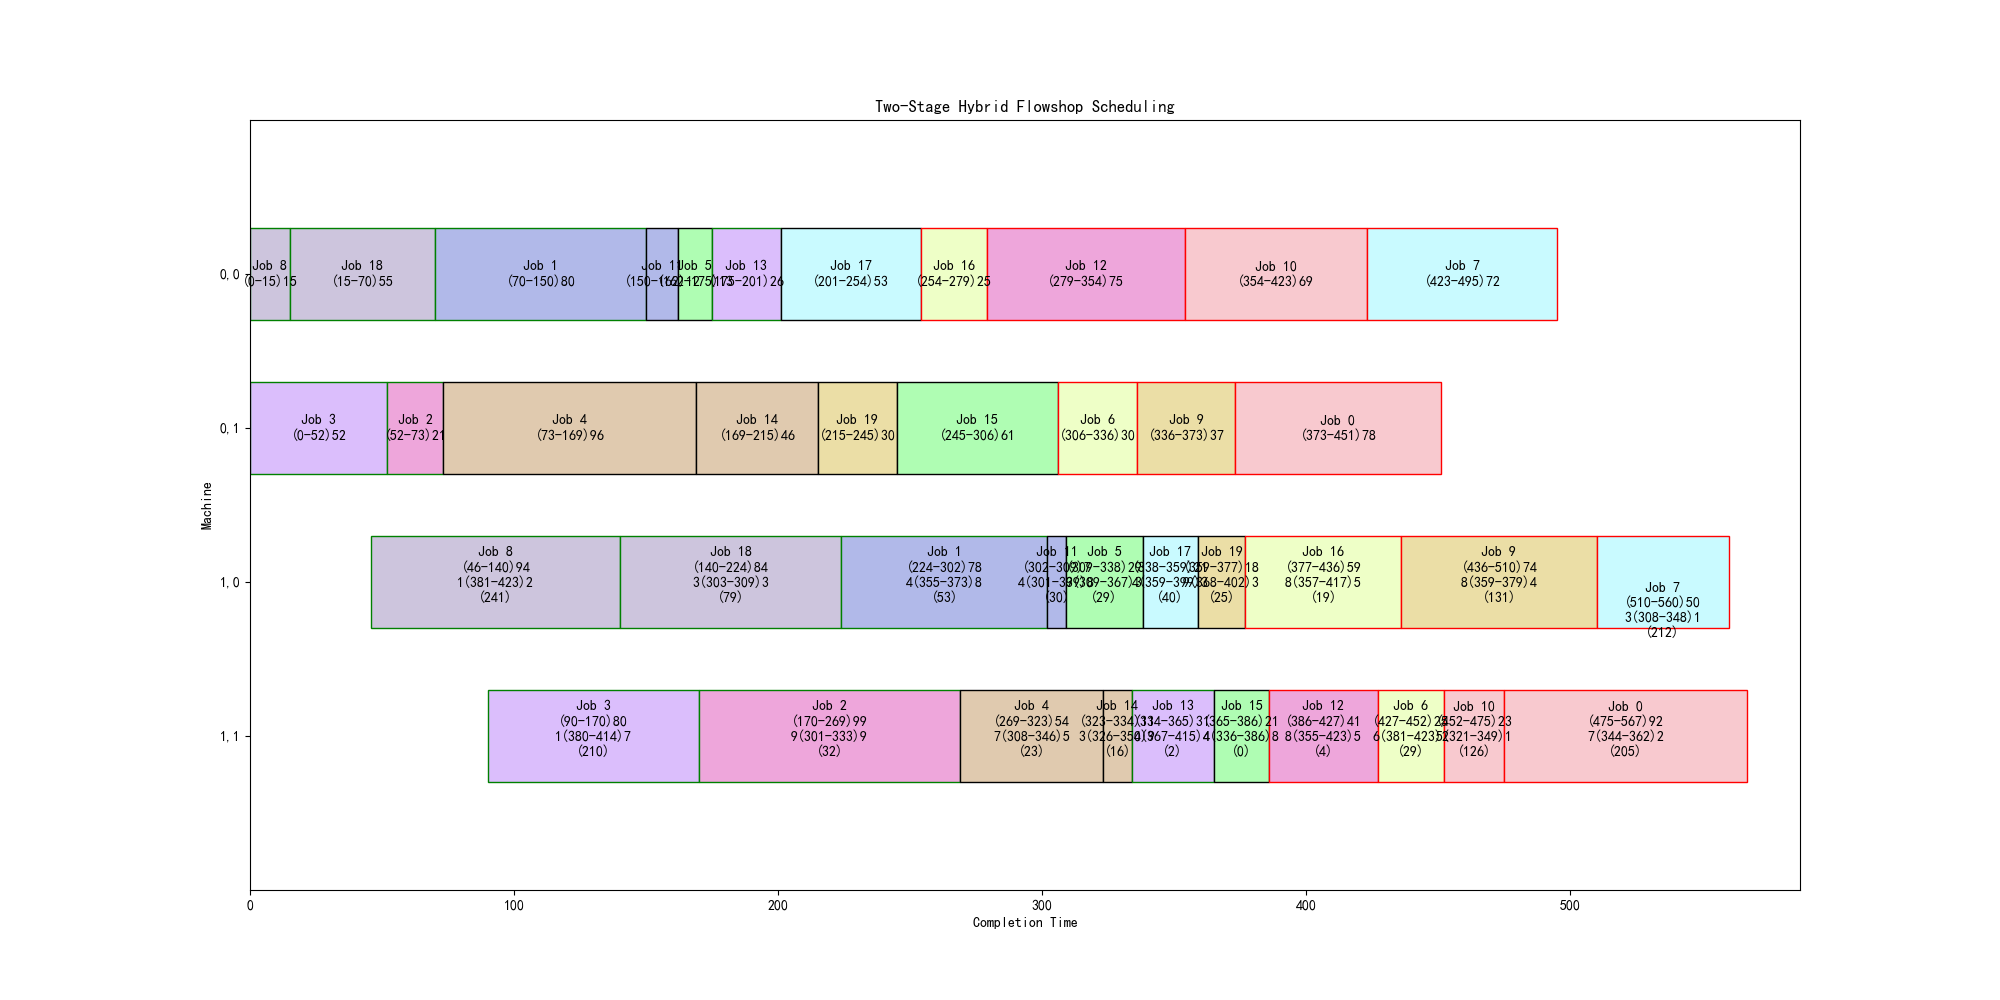 Two-Stage Hybrid Flowshop Scheduling
0,0
Job 8
(0-15)15
Job 18
(15-70)55
Job 1
(70-150)80
Job 11
Job 5
Job 13
Job 17
(201-254)53
Job 16
(254-279)25
Job 12
(279-354)75
Job 10
(354-423)69
Job 7
(423-495)72
0,1
Job 3
(0-52)52
Job 2
(52-73)21
Job 4
(73-169)96
Job 14
(169-215)46
Job 19
(215-245)30
Job 15
(245-306)61
Job 6
(306-336)30
Job 9
(336-373)37
Job 0
(373-451)78
Machine
1,0
Job 8
(46-140)94
1(381-423)2
(241)
Job 18
(140-224)84
3(303-309)3
(79)
Job 1
(224-302)78
4(355-373)8
(53)
Job 11
(30)
Job 5
(29)
Job 17
(40)
Job 19
(25)
Job 16
(377-436)59
8(357-417)5
(19)
Job 9
(436-510)74
8(359-379)4
(131)
Job 7
(510-560)50
3(308-348)1
(212)
1,1
Job 3
(90-170)80
1(380-414)7
(210)
Job 2
(170-269)99
9(301-333)9
(32)
Job 4
(269-323)54
7(308-346)5
(23)
Job 14
(16)
Job 13
(2)
Job 15
(365-386)21
(0)
Job 12
(386-427)41
8(355-423)5
(4)
Job 6
(29)
Job 10
(126)
Job 0
(475-567)92
7(344-362)2
(205)
0
100
200
300
400
500
Completion Time